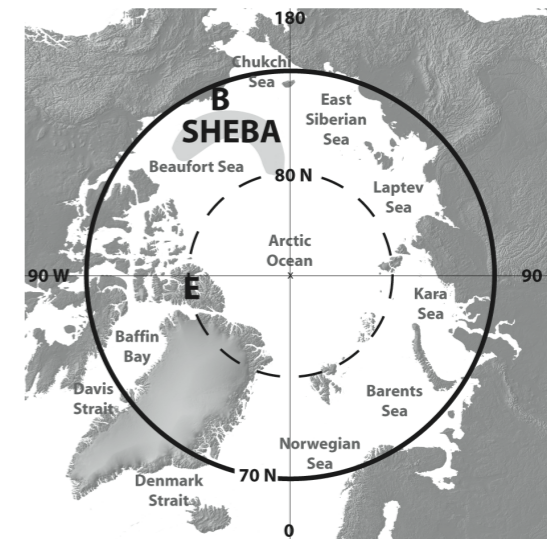 180
Chukchi
Sea
B
SHEBA
East
Siberian
Sea
Beaufort Sea
80 N
Laptev
Sea
Arctic
Ocean
90 W
x
90
E
Kara
Sea
Baffin
Bay
Davis
Strait
Barents
Sea
Norwegian
Sea
70 N
Denmark
Strait
0